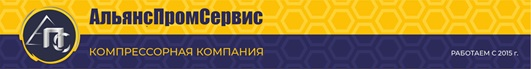 АльянсПромСервис
КОМПРЕССОРНАЯ КОМПАНИЯ
РАБОТАЕМ С 2015 г.